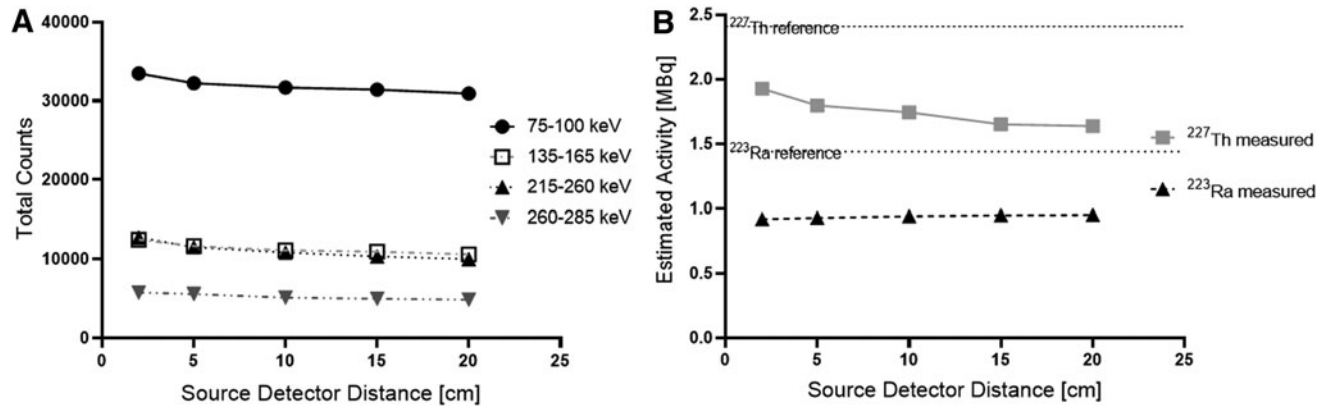 A
40000
30000
20000
10000
0
Total Counts
0 5 10 15 20 25
Source Detector Distance [cm]
75-100 keV
135-165 keV
215-260 keV
260-285 keV
B
2.5
2.0
1.5
1.0
0.5
0.0
Estimated Activity [MBq]
²²⁷Th reference
²²³Ra reference
0 5 10 15 20 25
Source Detector Distance [cm]
²²⁷Th measured
²²³Ra measured